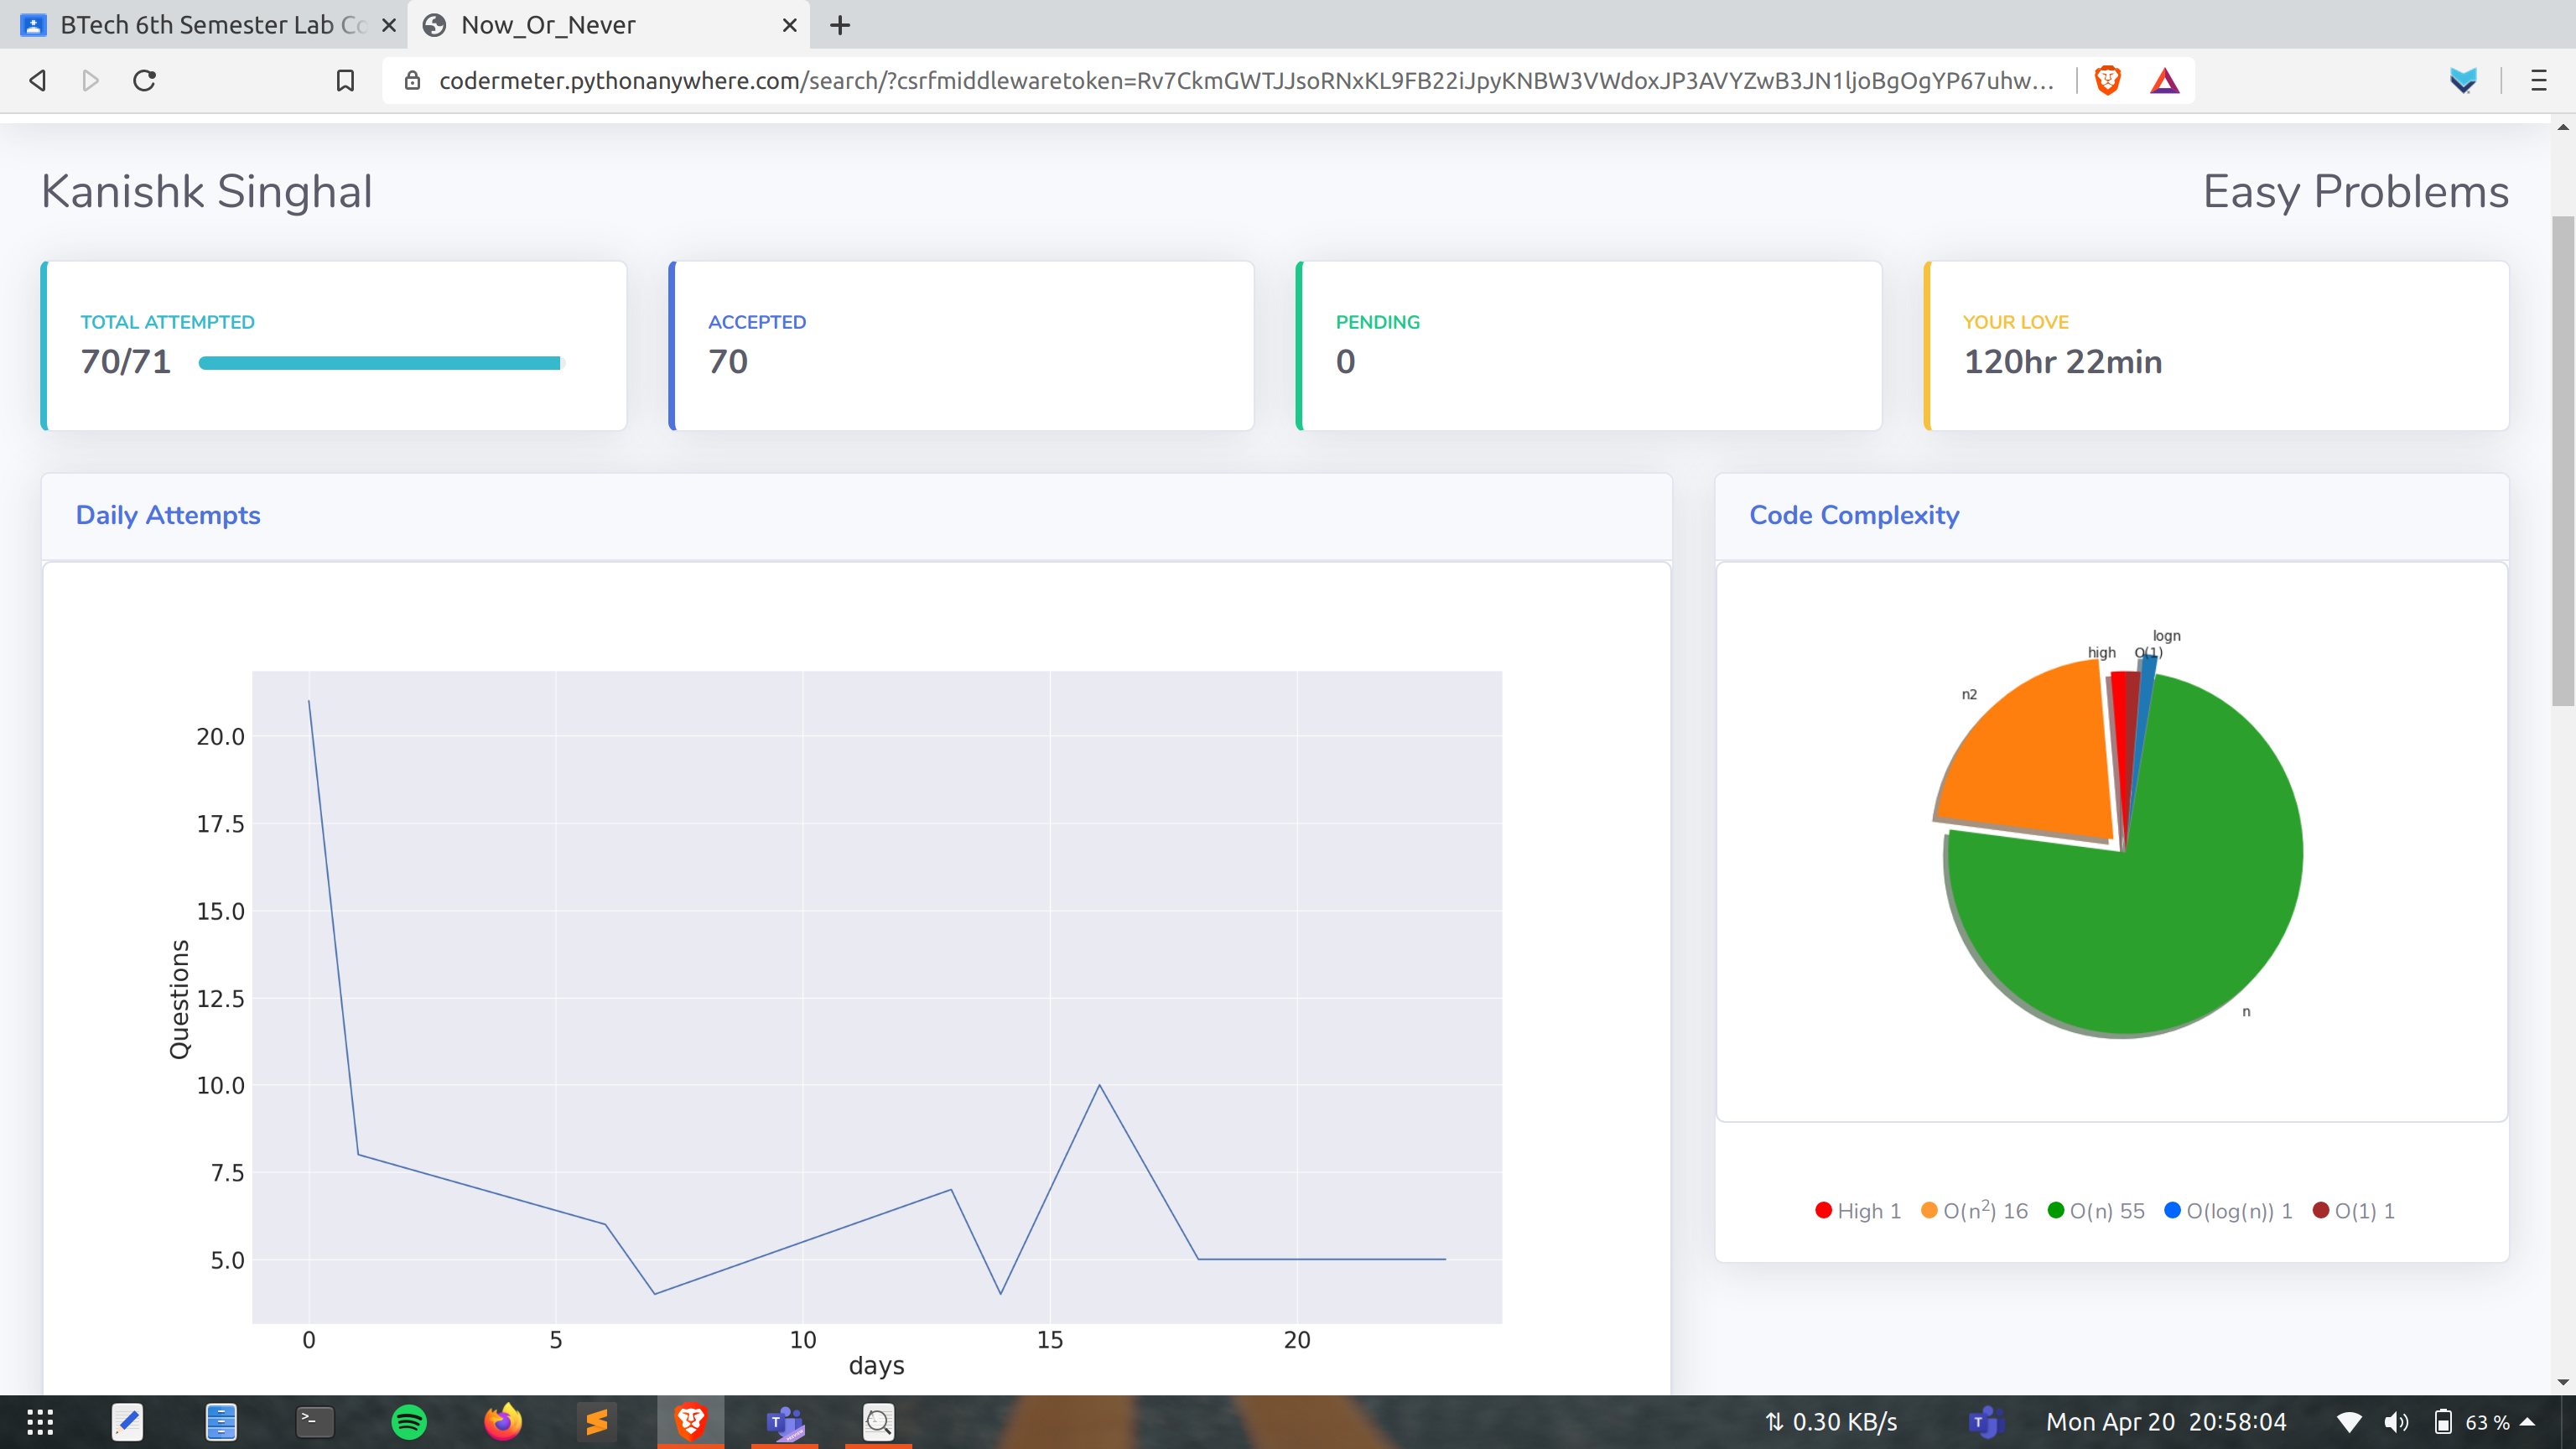 BTech 6th Semester Lab Co
Now_Or_Never
codermeter.pythonanywhere.com/search/?csrfmiddlewaretoken=Rv7CkmGWTJJsoRNxKL9FB22iJpyKNBW3VWdoxJP3AVYZwB3JN1ljoBgOgYP67uhw...
Kanishk Singhal
Easy Problems
TOTAL ATTEMPTED
70/71
ACCEPTED
70
PENDING
0
YOUR LOVE
120hr 22min
Daily Attempts
20.0
17.5
15.0
12.5
10.0
7.5
5.0
Questions
0 5 10 15 20
days
Code Complexity
logn
high O(1)
n2
n
High 1 O(n²) 16 O(n) 55 O(log(n)) 1 O(1) 1
0.30 KB/s
Mon Apr 20 20:58:04
63 %